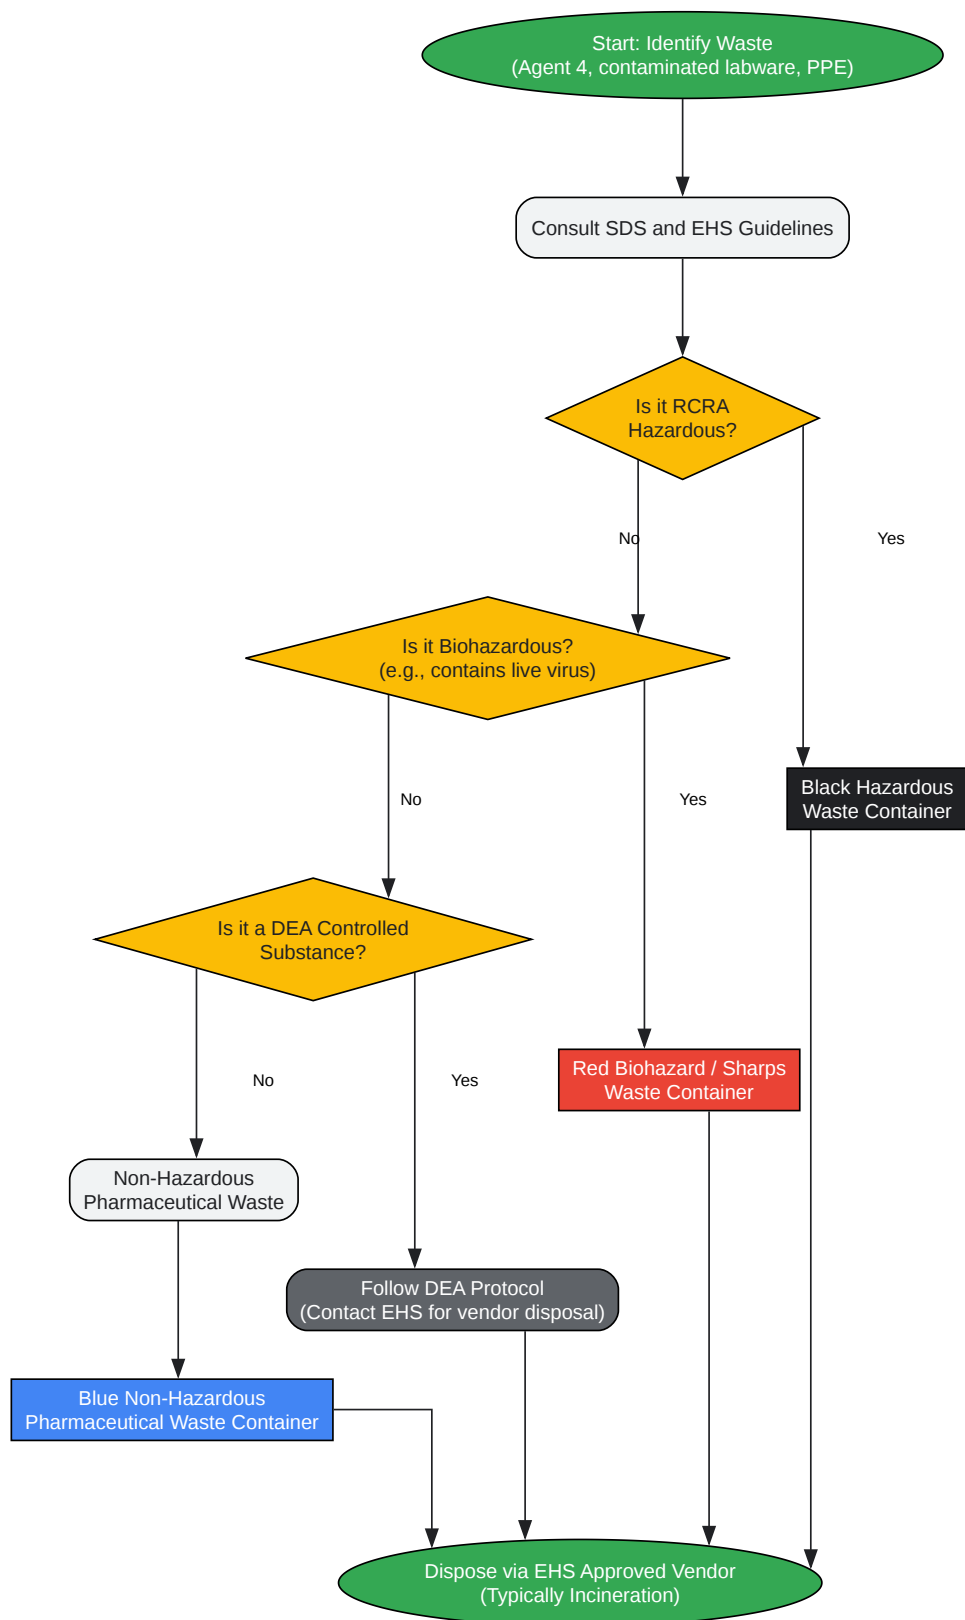 Start: Identify Waste
(Agent 4, contaminated labware, PPE)
Consult SDS and EHS Guidelines
Is it RCRA
Hazardous?
No
Yes
Is it Biohazardous?
(e.g., contains live virus)
Black Hazardous
Waste Container
No
Yes
Is it a DEA Controlled
Substance?
Red Biohazard / Sharps
Waste Container
No
Yes
Non-Hazardous
Pharmaceutical Waste
Follow DEA Protocol
(Contact EHS for vendor disposal)
Blue Non-Hazardous
Pharmaceutical Waste Container
Dispose via EHS Approved Vendor
(Typically Incineration)